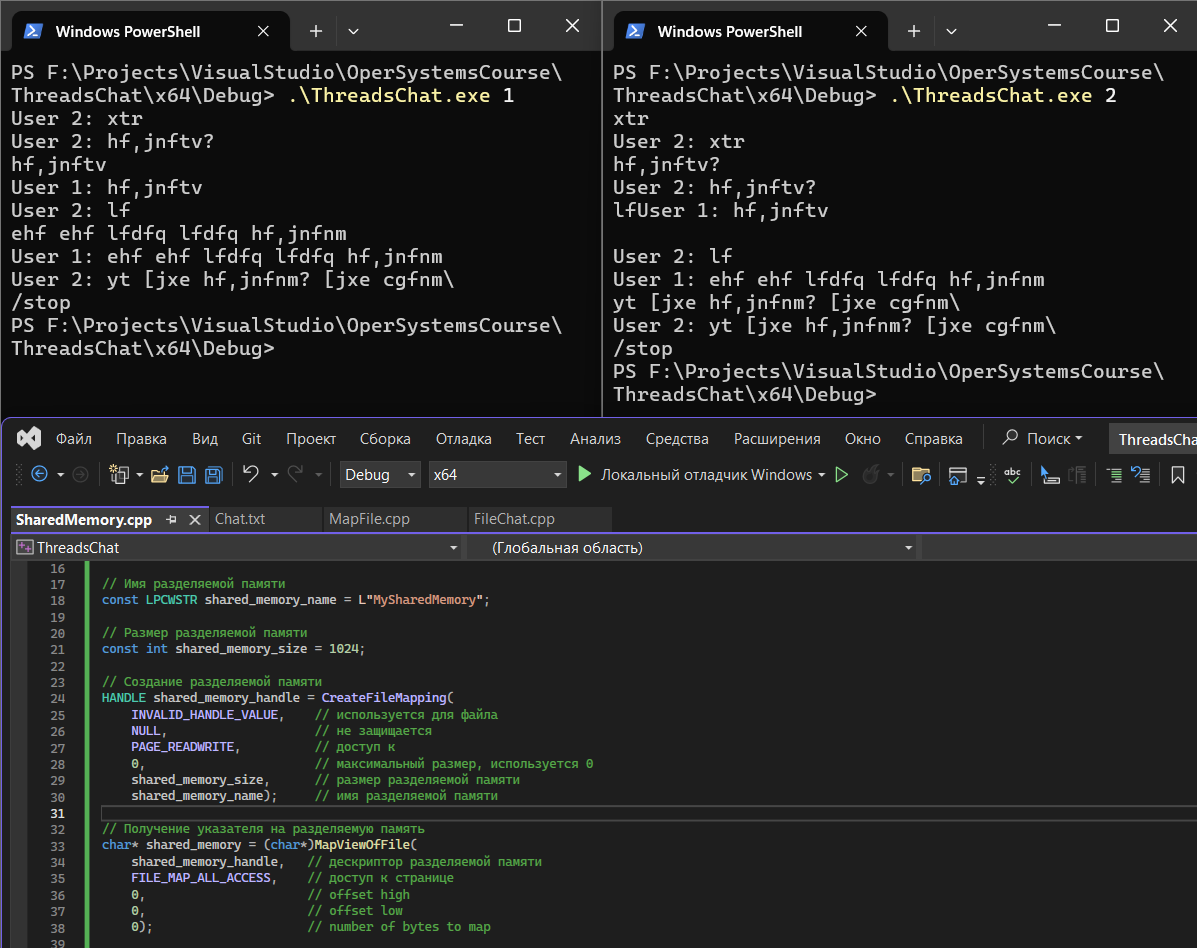 Windows PowerShell
PS F:\Projects\VisualStudio\OperSystemsCourse\
ThreadsChat\x64\Debug> .\ThreadsChat.exe 1
User 2: xtr
User 2: hf,jnftv?
hf,jnftv
User 1: hf,jnftv
User 2: lf
ehf ehf lfdfq lfdfq hf,jnfnm
User 1: ehf ehf lfdfq lfdfq hf,jnfnm
User 2: yt [jxe hf,jnfnm? [jxe cgfnm\
/stop
PS F:\Projects\VisualStudio\OperSystemsCourse\
ThreadsChat\x64\Debug>
Windows PowerShell
PS F:\Projects\VisualStudio\OperSystemsCourse\
ThreadsChat\x64\Debug> .\ThreadsChat.exe 2
xtr
User 2: xtr
hf,jnftv?
User 2: hf,jnftv?
lfUser 1: hf,jnftv
User 2: lf
User 1: ehf ehf lfdfq lfdfq hf,jnfnm
yt [jxe hf,jnfnm? [jxe cgfnm\
User 2: yt [jxe hf,jnfnm? [jxe cgfnm\
/stop
PS F:\Projects\VisualStudio\OperSystemsCourse\
ThreadsChat\x64\Debug>
Файл Правка Вид Git Проект Сборка Отладка Тест Анализ Средства Расширения Окно Справка Поиск ThreadsCha
Debug x64 Локальный отладчик Windows abc
SharedMemory.cpp Chat.txt MapFile.cpp FileChat.cpp
ThreadsChat (Глобальная область)
16
17 // Имя разделяемой памяти
18 const LPCWSTR shared_memory_name = L"MySharedMemory";
19
20 // Размер разделяемой памяти
21 const int shared_memory_size = 1024;
22
23 // Создание разделяемой памяти
24 HANDLE shared_memory_handle = CreateFileMapping(
25 INVALID_HANDLE_VALUE, // используется для файла
26 NULL, // не защищается
27 PAGE_READWRITE, // доступ к
28 0, // максимальный размер, используется 0
29 shared_memory_size, // размер разделяемой памяти
30 shared_memory_name); // имя разделяемой памяти
31
32 // Получение указателя на разделяемую память
33 char* shared_memory = (char*)MapViewOfFile(
34 shared_memory_handle, // дескриптор разделяемой памяти
35 FILE_MAP_ALL_ACCESS, // доступ к странице
36 0, // offset high
37 0, // offset low
38 0); // number of bytes to map
39